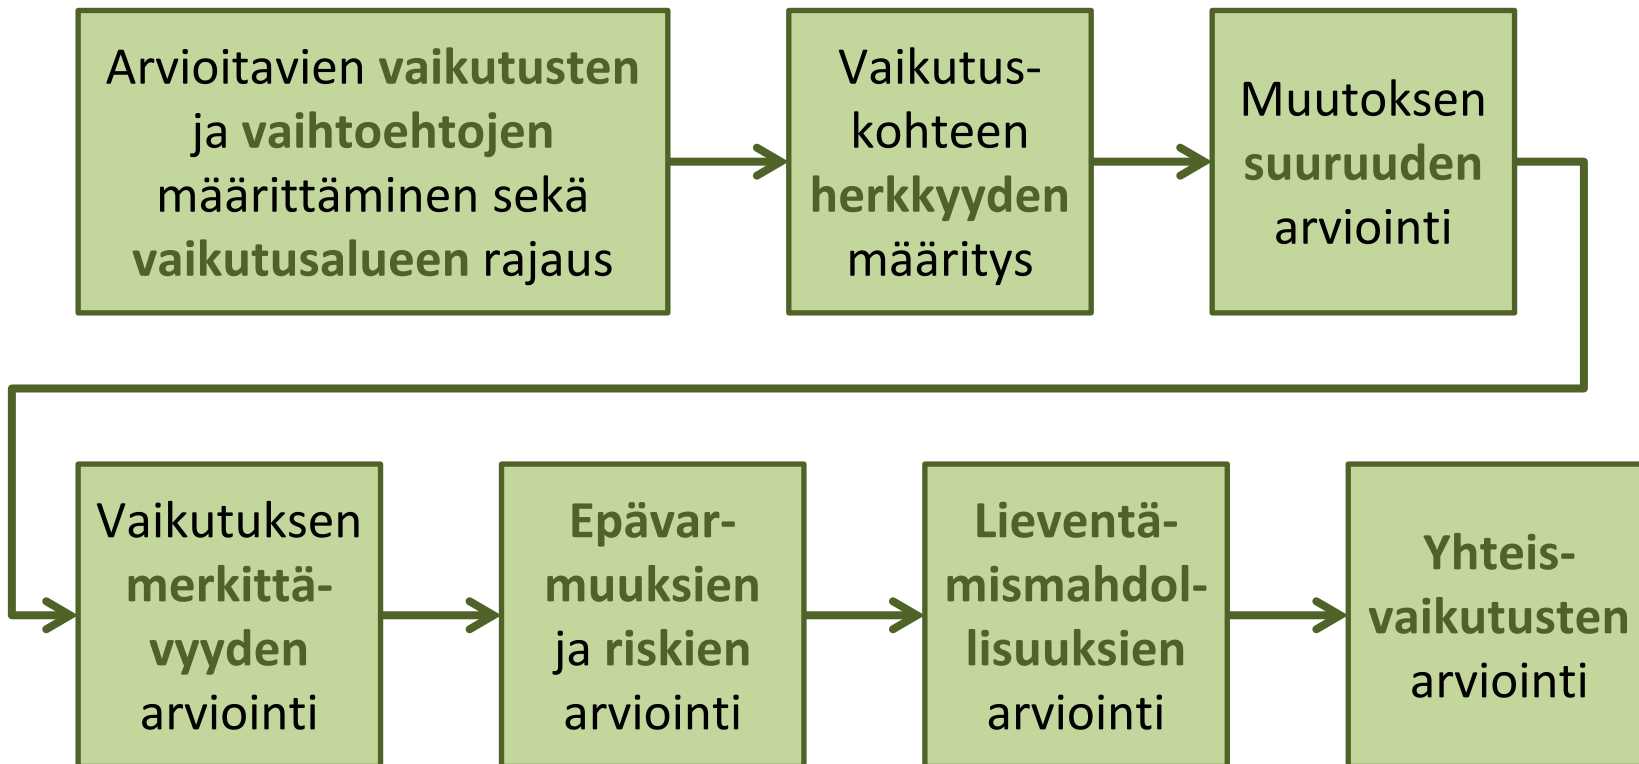 Arvioitavien vaikutusten
ja vaihtoehtojen
määrittäminen sekä
vaikutusalueen rajaus
Vaikutus-
kohteen
herkkyyden
määritys
Muutoksen
suuruuden
arviointi
Vaikutuksen
merkittä-
vyyden
arviointi
Epävar-
muuksien
ja riskien
arviointi
Lieventä-
mismahdol-
lisuuksien
arviointi
Yhteis-
vaikutusten
arviointi